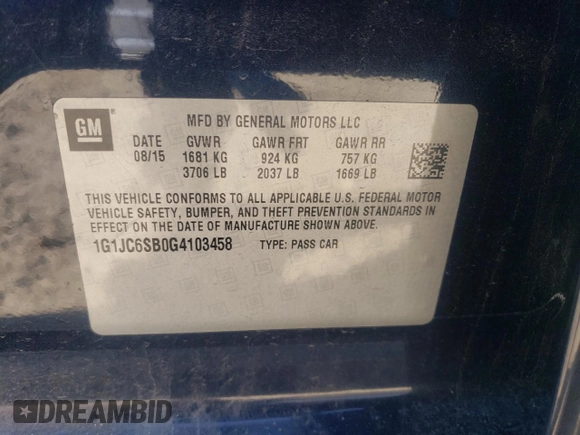 GM
MFD BY GENERAL MOTORS LLC
DATE GVWR GAWR FRT GAWR RR
08/15 1681 KG 924 KG 757 KG
3706 LB 2037 LB 1669 LB
THIS VEHICLE CONFORMS TO ALL APPLICABLE U.S. FEDERAL MOTOR
VEHICLE SAFETY, BUMPER, AND THEFT PREVENTION STANDARDS IN
EFFECT ON THE DATE OF MANUFACTURE SHOWN ABOVE.
1G1JC6SB0G4103458 TYPE: PASS CAR
DREAMBID